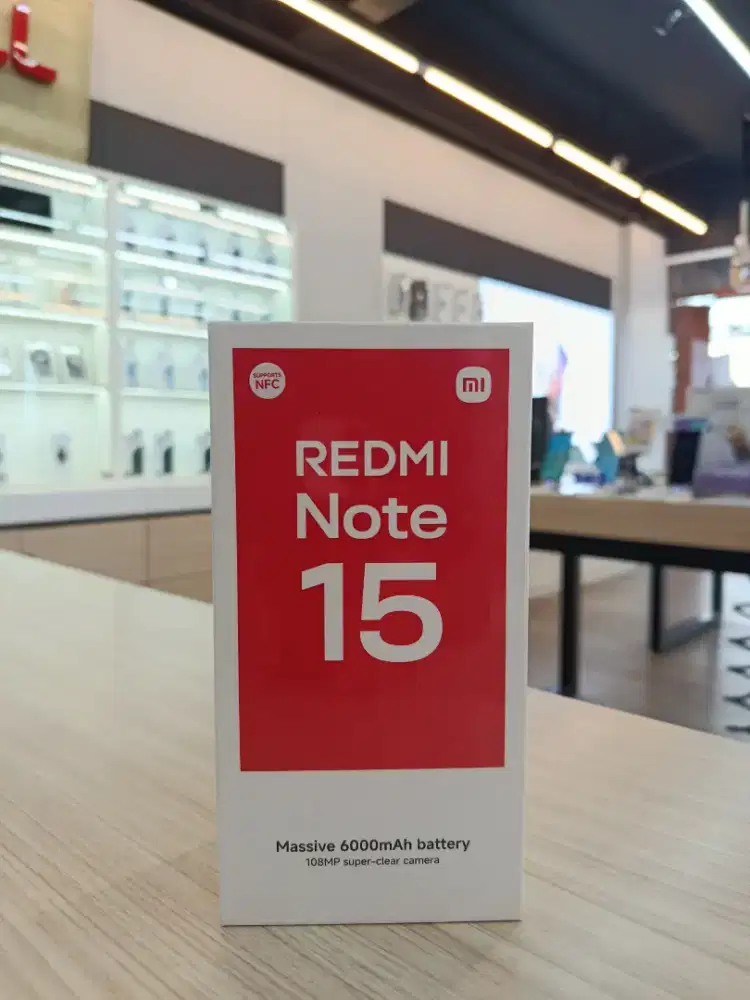 L
SUPPORTS
NFC
mi
REDMI
Note
15
Massive 6000mAh battery
108MP super-clear camera